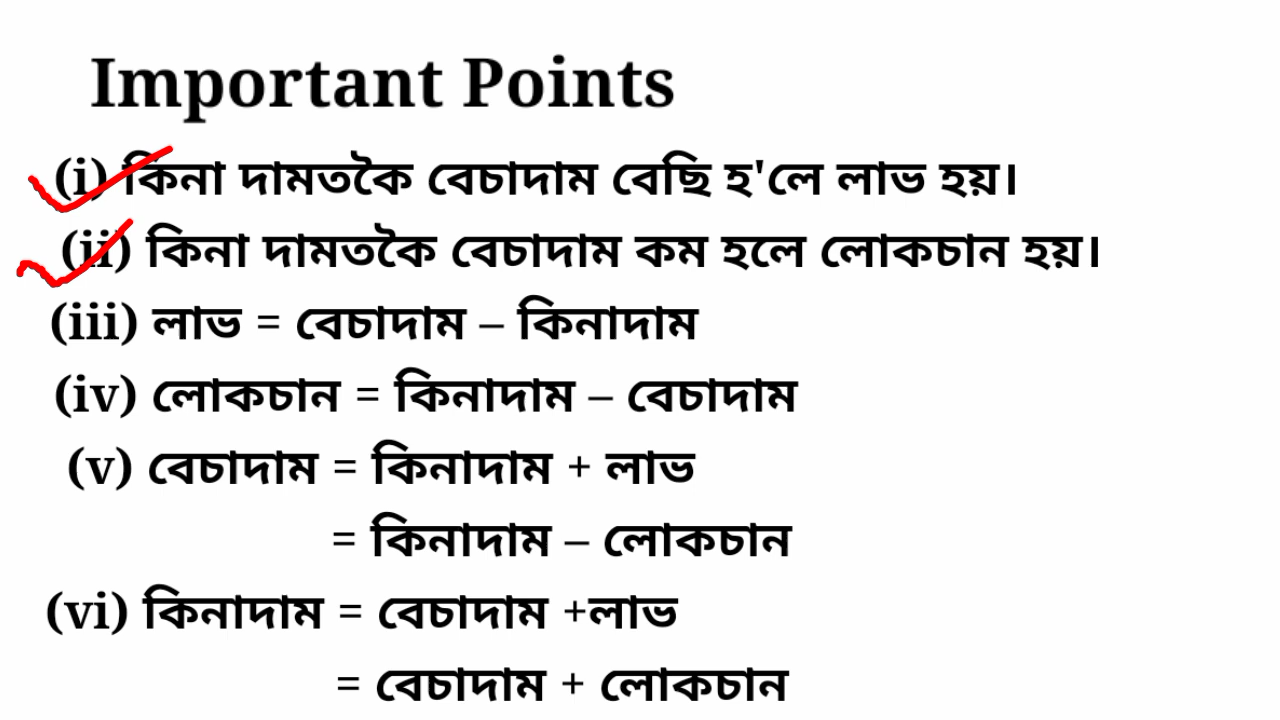 Important Points
(i) কিনা দামতকৈ বেচাদাম বেছি হ'লে লাভ হয়।
(ii) কিনা দামতকৈ বেচাদাম কম হলে লোকচান হয়।
(iii) লাভ = বেচাদাম – কিনাদাম
(iv) লোকচান = কিনাদাম – বেচাদাম
(v) বেচাদাম = কিনাদাম + লাভ
= কিনাদাম – লোকচান
(vi) কিনাদাম = বেচাদাম +লাভ
= বেচাদাম + লোকচান